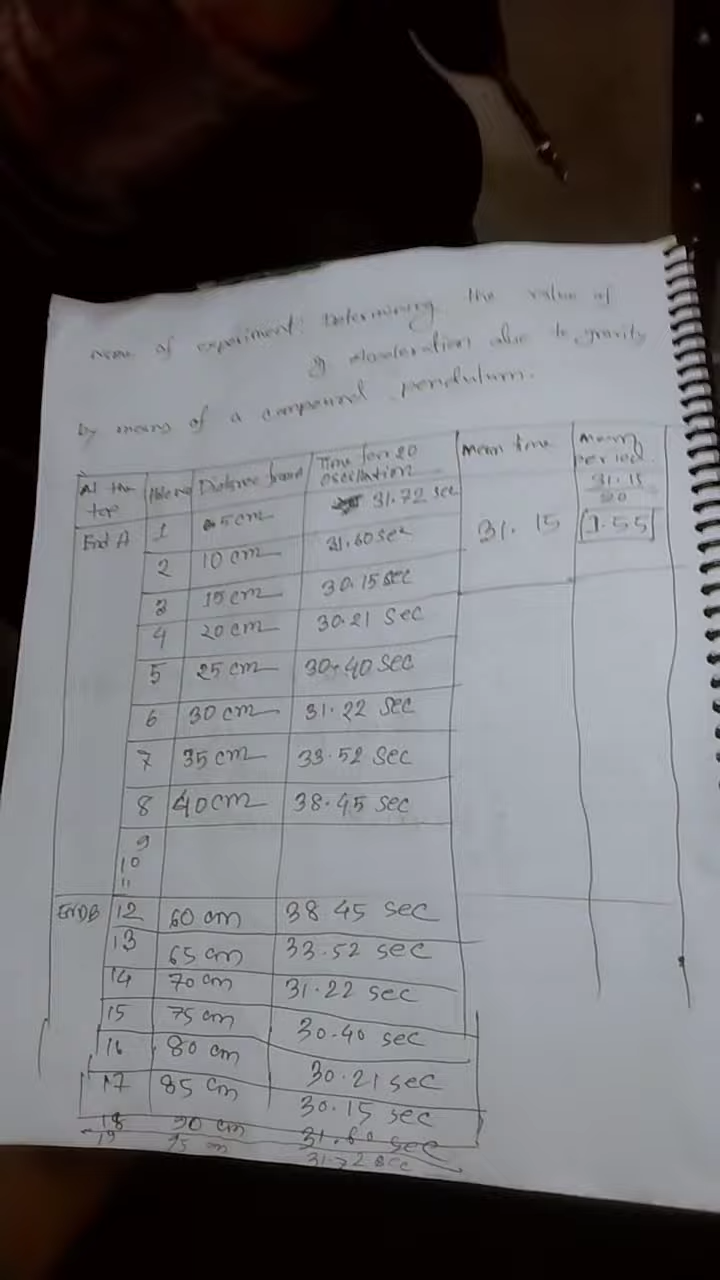 name of experiment: Determining the value of
g acceleration due to gravity
by means of a compound pendulum.
At the top | Hole no | Distance from | Time for 20 oscillation | Mean time | Mean period
End A | 1 | 5 cm | 31.72 sec | 31.15 | 31.15 / 20 1.55
2 | 10 cm | 31.60 sec
3 | 15 cm | 30.15 sec
4 | 20 cm | 30.21 sec
5 | 25 cm | 30.40 sec
6 | 30 cm | 31.22 sec
7 | 35 cm | 33.52 sec
8 | 40 cm | 38.45 sec
9
10
11
END B | 12 | 60 cm | 38 45 sec
13 | 65 cm | 33.52 sec
14 | 70 cm | 31.22 sec
15 | 75 cm | 30.40 sec
16 | 80 cm | 30.21 sec
17 | 85 cm | 30.15 sec
18 | 90 cm | 31.60 sec
19 | 95 cm | 31.72 sec